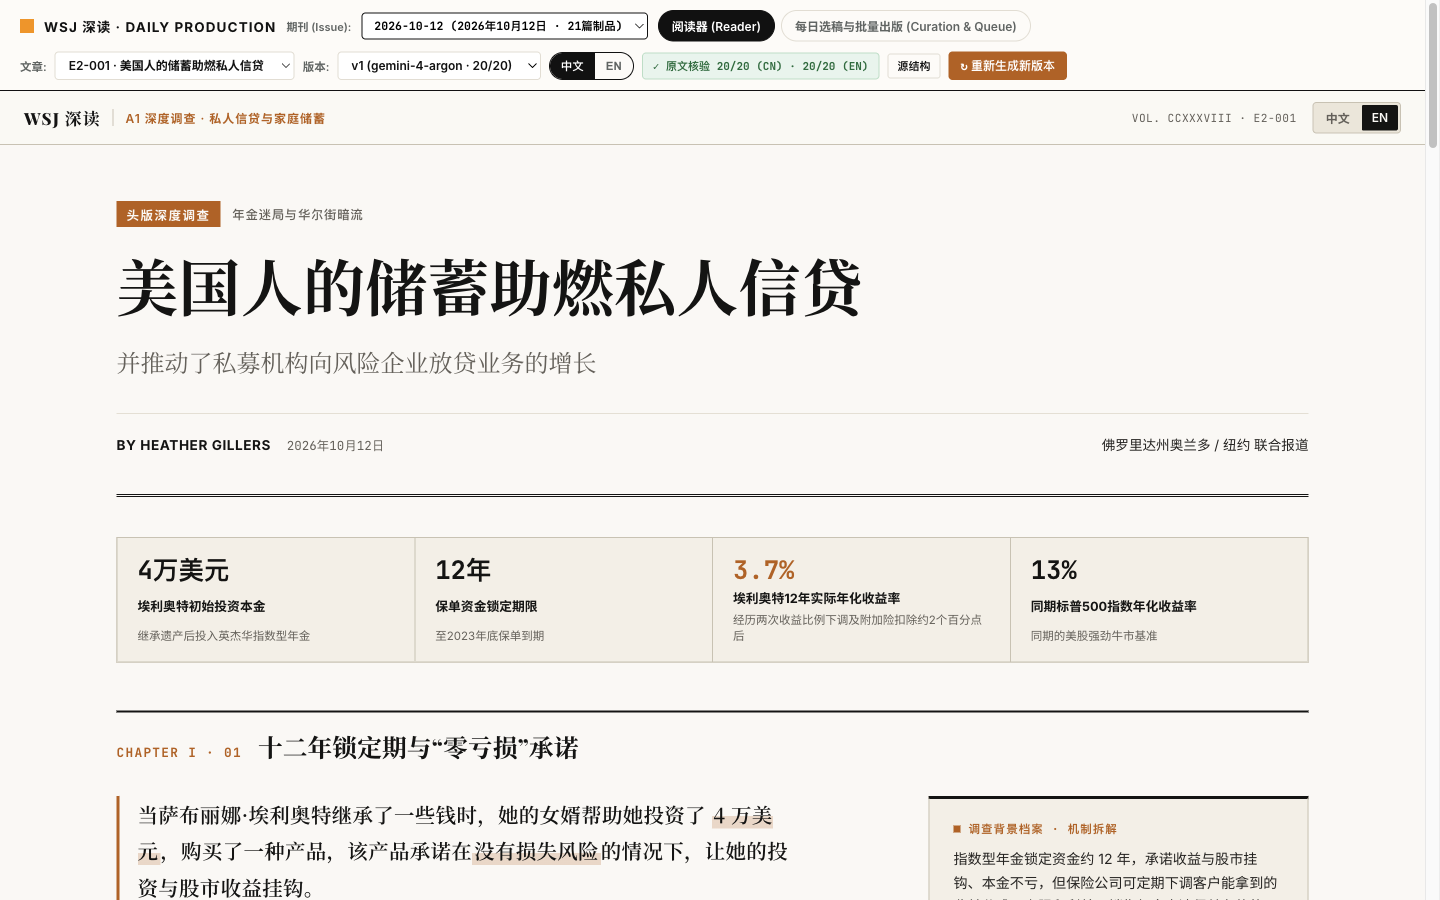 WSJ 深读 · DAILY PRODUCTION 期刊 (Issue): 2026-10-12 (2026年10月12日 · 21篇制品) 阅读器 (Reader) 每日选稿与批量出版 (Curation & Queue)
文章: E2-001 · 美国人的储蓄助燃私人信贷 版本: v1 (gemini-4-argon · 20/20) 中文 EN ✓ 原文核验 20/20 (CN) · 20/20 (EN) 源结构 ↻ 重新生成新版本
WSJ 深读 A1 深度调查 · 私人信贷与家庭储蓄 VOL. CCXXXVIII · E2-001 中文 EN
头版深度调查 年金迷局与华尔街暗流
美国人的储蓄助燃私人信贷
并推动了私募机构向风险企业放贷业务的增长
BY HEATHER GILLERS 2026年10月12日 佛罗里达州奥兰多 / 纽约 联合报道
4万美元
埃利奥特初始投资本金
继承遗产后投入英杰华指数型年金
12年
保单资金锁定期限
至2023年底保单到期
3.7%
埃利奥特12年实际年化收益率
经历两次收益比例下调及附加险扣除约2个百分点
后
13%
同期标普500指数年化收益率
同期的美股强劲牛市基准
CHAPTER I · 01 十二年锁定期与“零亏损”承诺
当萨布丽娜·埃利奥特继承了一些钱时，她的女婿帮助她投资了 4 万美
元，购买了一种产品，该产品承诺在没有损失风险的情况下，让她的投
资与股市收益挂钩。
调查背景档案 · 机制拆解
指数型年金锁定资金约 12 年，承诺收益与股市挂
钩、本金不亏，但保险公司可定期下调客户能拿到的